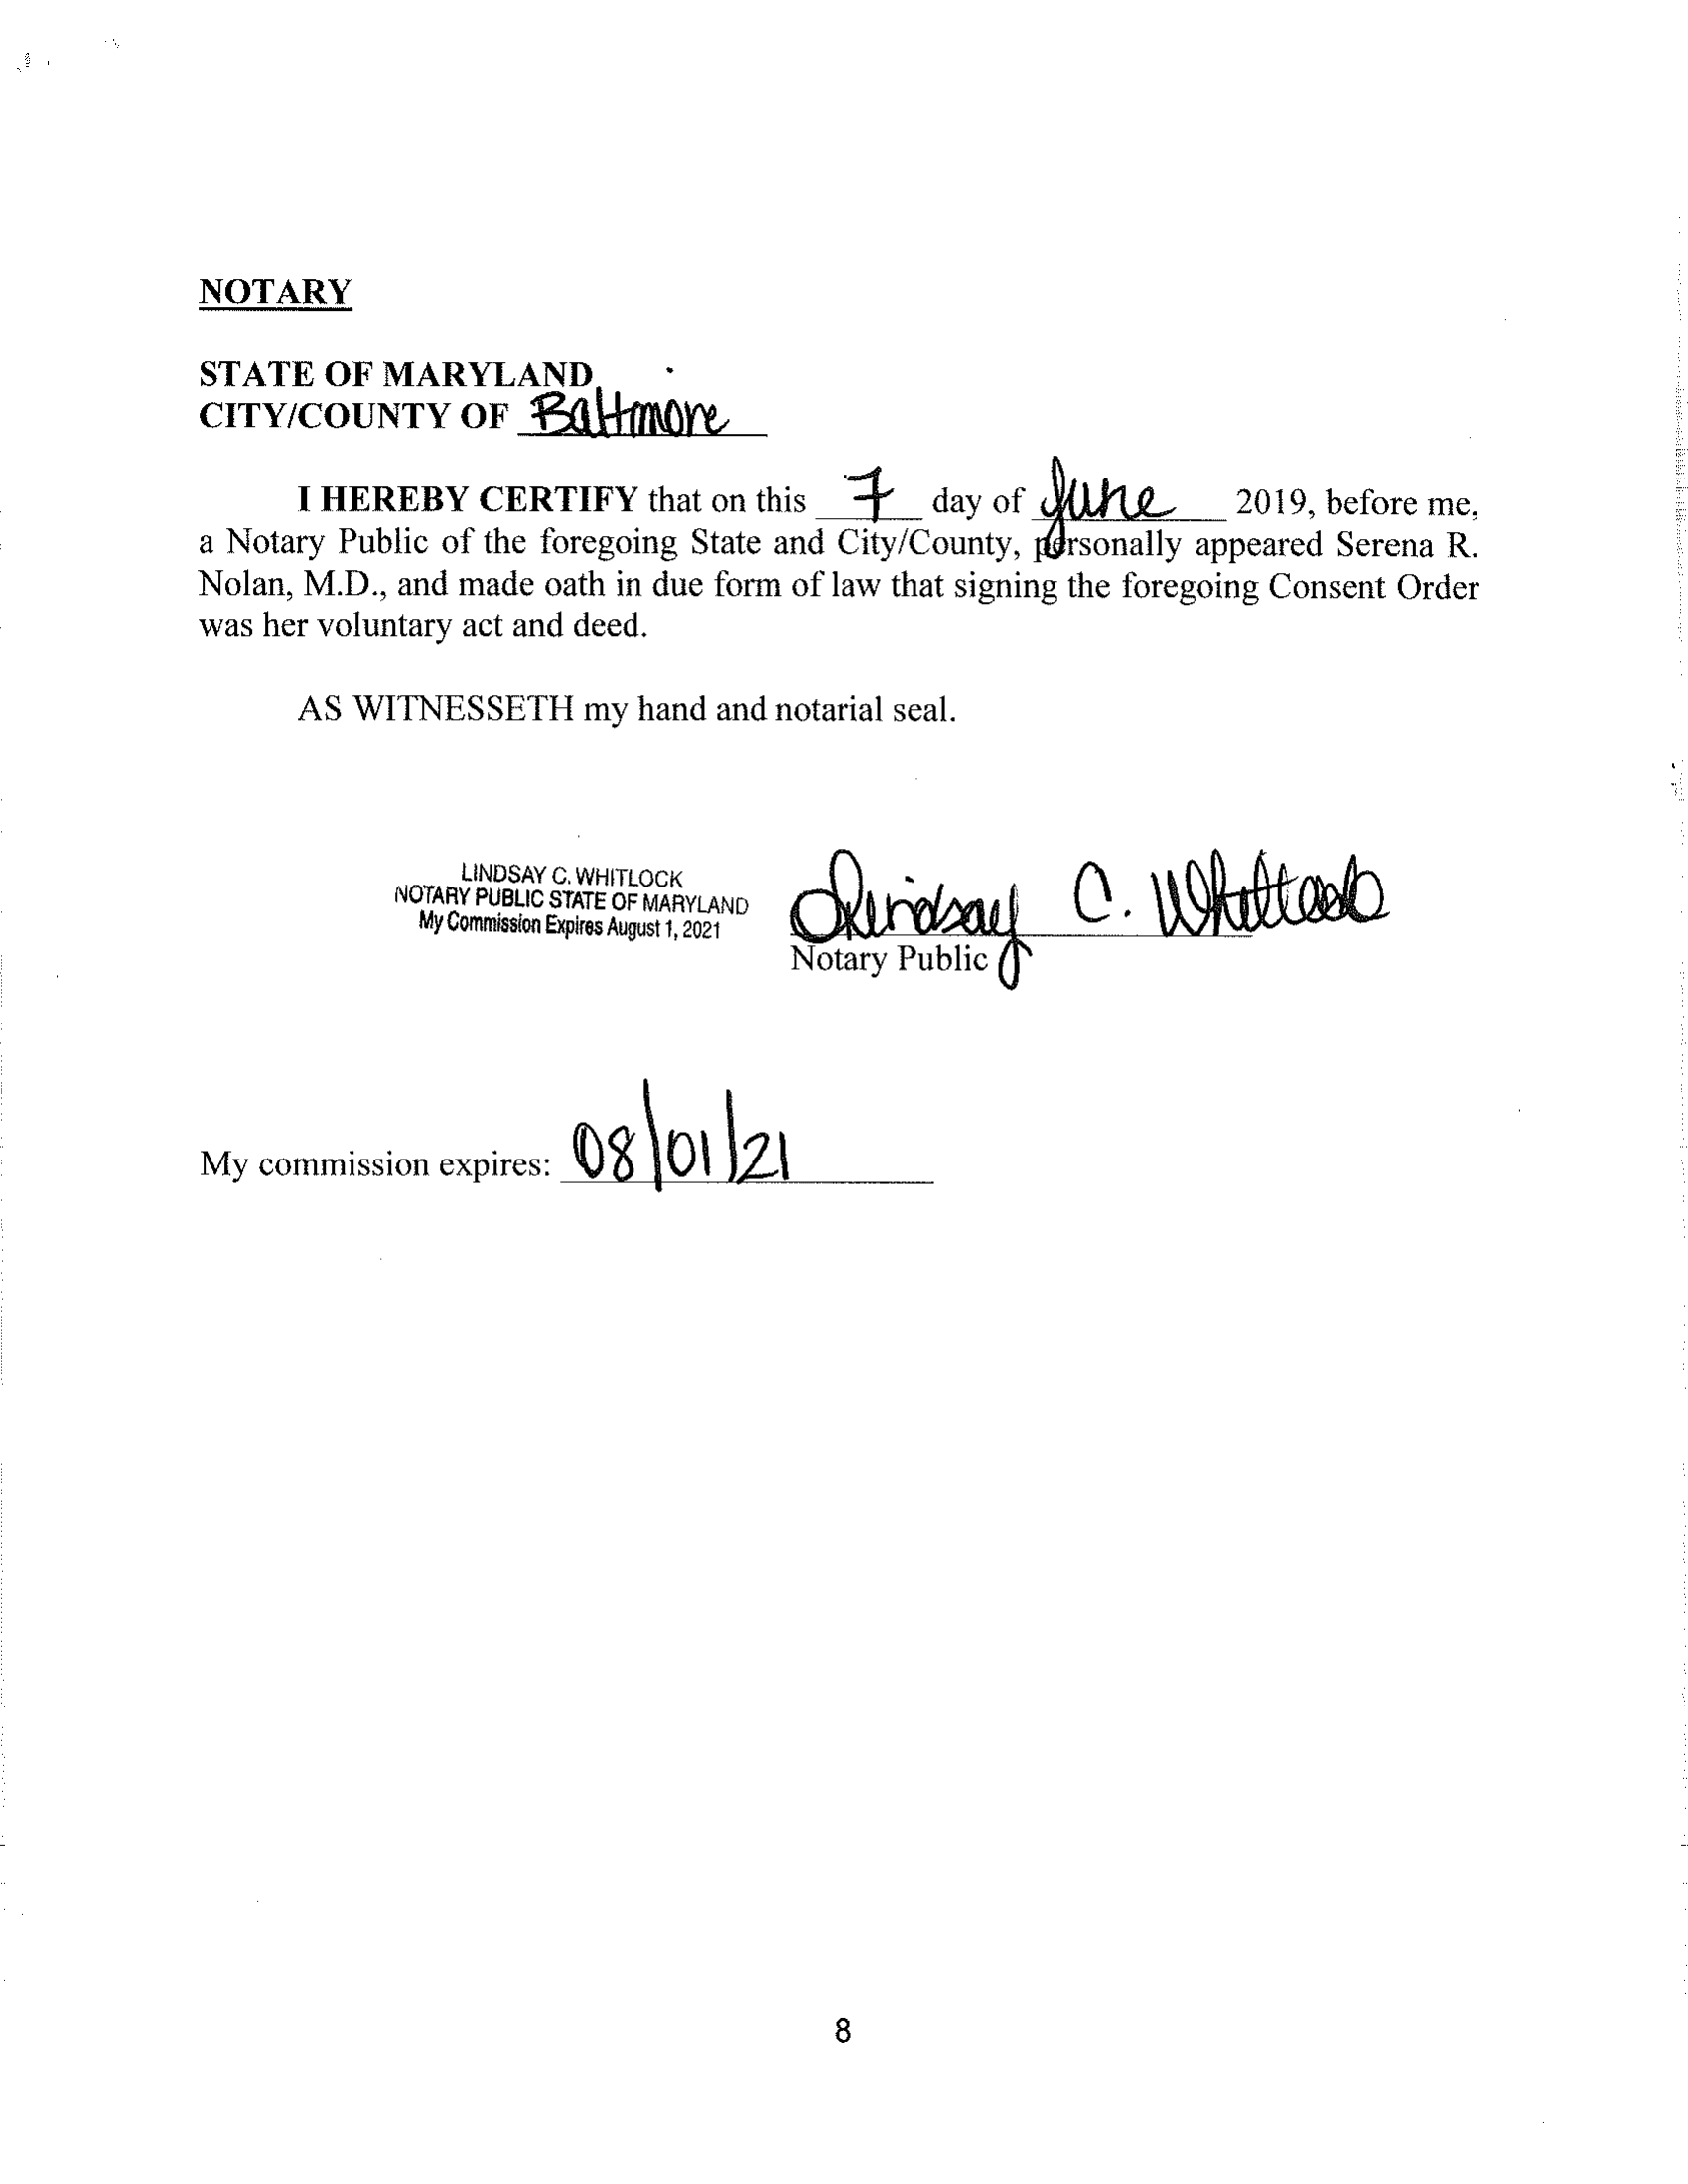 NOTARY
STATE OF MARYLAND
CITY/COUNTY OF Baltimore
I HEREBY CERTIFY that on this 7 day of June 2019, before me,
a Notary Public of the foregoing State and City/County, personally appeared Serena R.
Nolan, M.D., and made oath in due form of law that signing the foregoing Consent Order
was her voluntary act and deed.
AS WITNESSETH my hand and notarial seal.
LINDSAY C. WHITLOCK
NOTARY PUBLIC STATE OF MARYLAND
My Commission Expires August 1, 2021
Lindsay C. Whitlock
Notary Public
My commission expires: 08/01/21
8